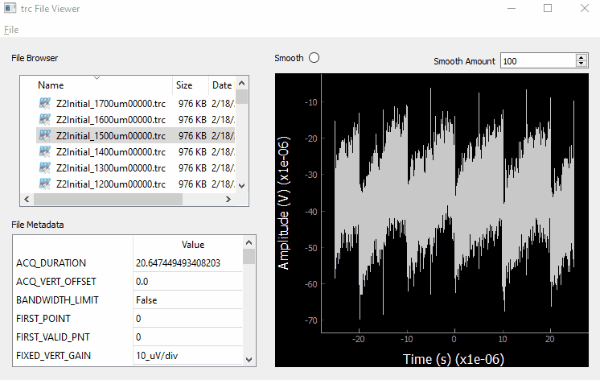 trc File Viewer
File
File Browser
Smooth
Smooth Amount 100
Name Size Date
Z2Initial_1700um00000.trc 976 KB 2/18/
Z2Initial_1600um00000.trc 976 KB 2/18/
Z2Initial_1500um00000.trc 976 KB 2/18/
Z2Initial_1400um00000.trc 976 KB 2/18/
Z2Initial_1300um00000.trc 976 KB 2/18/
Z2Initial_1200um00000.trc 976 KB 2/18/
File Metadata
Value
ACQ_DURATION 20.647449493408203
ACQ_VERT_OFFSET 0.0
BANDWIDTH_LIMIT False
FIRST_POINT 0
FIRST_VALID_PNT 0
FIXED_VERT_GAIN 10_uV/div
Amplitude (V) (x1e-06)
-10
-20
-30
-40
-50
-60
-70
-20 -10 0 10 20
Time (s) (x1e-06)